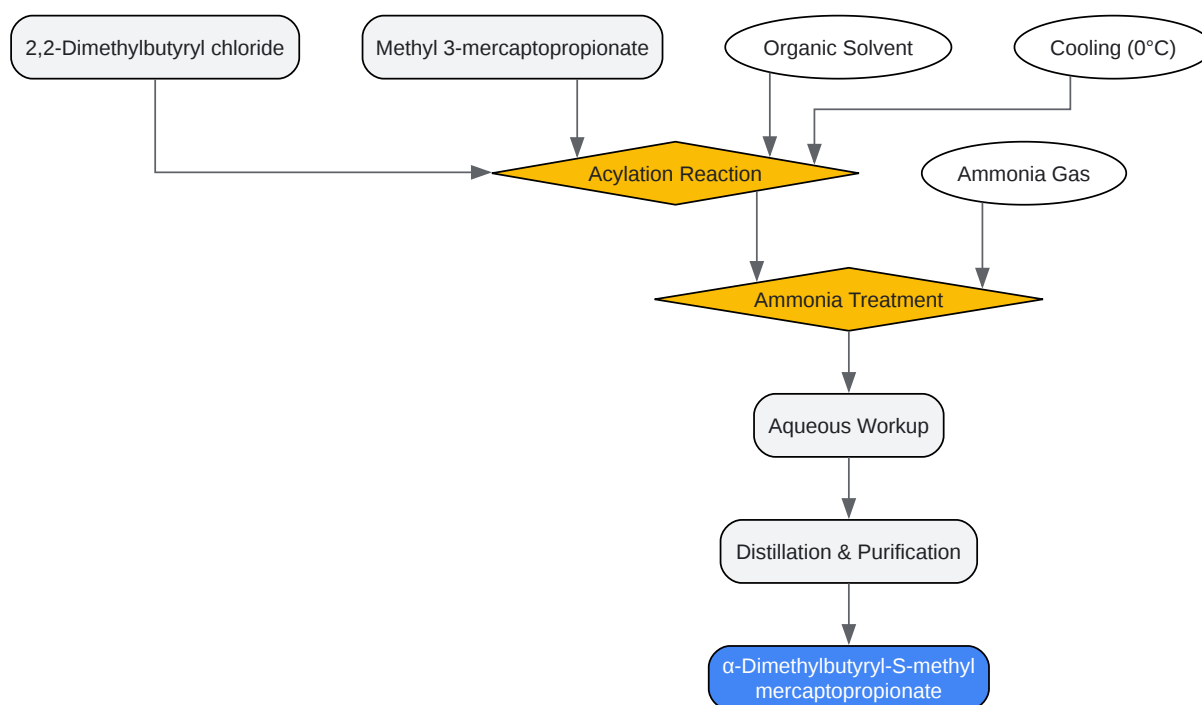 2,2-Dimethylbutyryl chloride
Methyl 3-mercaptopropionate
Organic Solvent
Cooling (0°C)
Acylation Reaction
Ammonia Gas
Ammonia Treatment
Aqueous Workup
Distillation & Purification
α-Dimethylbutyryl-S-methyl
mercaptopropionate